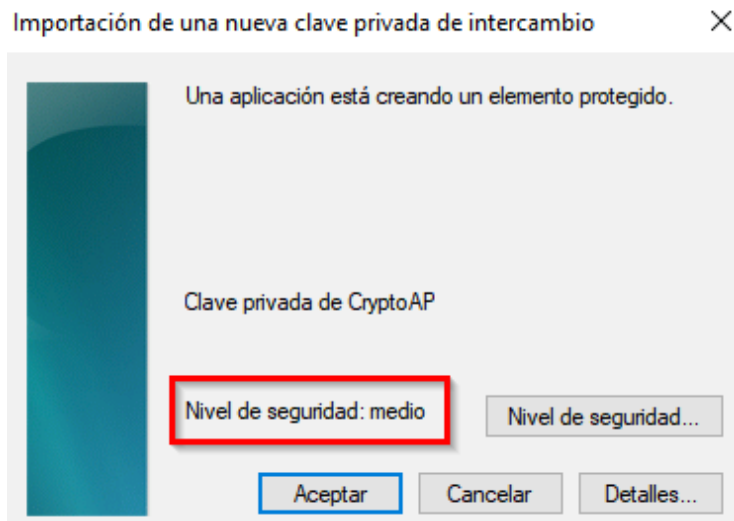 Importación de una nueva clave privada de intercambio
Una aplicación está creando un elemento protegido.
Clave privada de CryptoAP
Nivel de seguridad: medio
Nivel de seguridad...
Aceptar
Cancelar
Detalles...